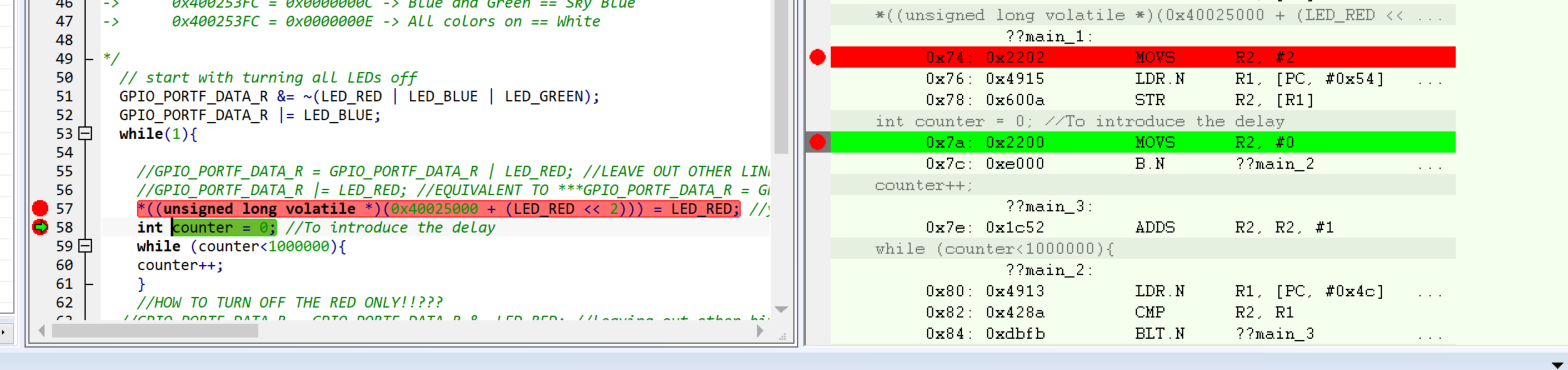 46 -> 0x400253FC = 0x0000000C -> Blue and Green == Sky Blue
47 -> 0x400253FC = 0x0000000E -> All colors on == White
48
49 */
50 // start with turning all LEDs off
51 GPIO_PORTF_DATA_R &= ~(LED_RED | LED_BLUE | LED_GREEN);
52 GPIO_PORTF_DATA_R |= LED_BLUE;
53 while(1){
54
55 //GPIO_PORTF_DATA_R = GPIO_PORTF_DATA_R | LED_RED; //LEAVE OUT OTHER LIN
56 //GPIO_PORTF_DATA_R |= LED_RED; //EQUIVALENT TO ***GPIO_PORTF_DATA_R = G
57 *((unsigned long volatile *)(0x40025000 + (LED_RED << 2))) = LED_RED; //
58 int counter = 0; //To introduce the delay
59 while (counter<1000000){
60 counter++;
61 }
62 //HOW TO TURN OFF THE RED ONLY!!???
63 //GPIO_PORTF_DATA_R = GPIO_PORTF_DATA_R & ~LED_RED; //Leaving out other bi
*((unsigned long volatile *)(0x40025000 + (LED_RED << ...
??main_1:
0x74: 0x2202 MOVS R2, #2
0x76: 0x4915 LDR.N R1, [PC, #0x54] ...
0x78: 0x600a STR R2, [R1]
int counter = 0; //To introduce the delay
0x7a: 0x2200 MOVS R2, #0
0x7c: 0xe000 B.N ??main_2 ...
counter++;
??main_3:
0x7e: 0x1c52 ADDS R2, R2, #1
while (counter<1000000){
??main_2:
0x80: 0x4913 LDR.N R1, [PC, #0x4c] ...
0x82: 0x428a CMP R2, R1
0x84: 0xdbfb BLT.N ??main_3 ...